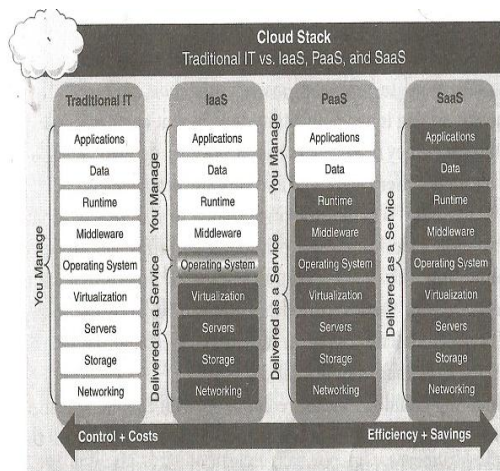 Cloud Stack
Traditional IT vs. IaaS, PaaS, and SaaS
Traditional IT
Applications
Data
Runtime
Middleware
Operating System
Virtualization
Servers
Storage
Networking
You Manage
IaaS
Applications
Data
Runtime
Middleware
Operating System
Virtualization
Servers
Storage
Networking
You Manage
Delivered as a Service
PaaS
Applications
Data
Runtime
Middleware
Operating System
Virtualization
Servers
Storage
Networking
You Manage
Delivered as a Service
SaaS
Applications
Data
Runtime
Middleware
Operating System
Virtualization
Servers
Storage
Networking
Delivered as a Service
Control + Costs
Efficiency + Savings